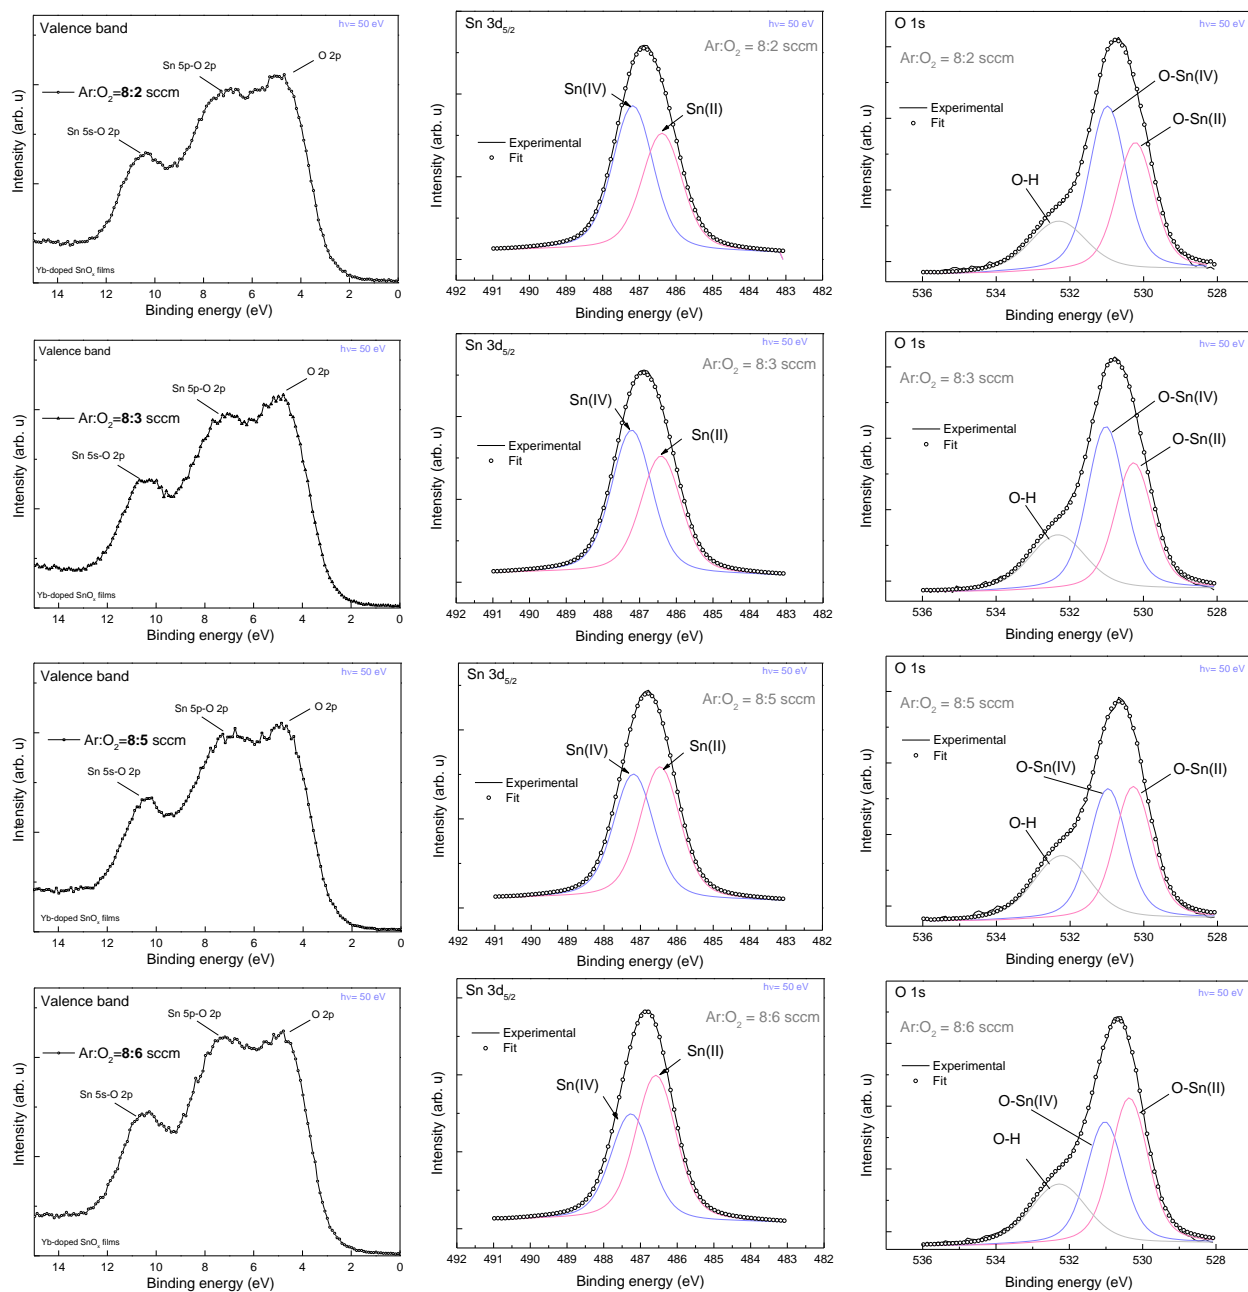 Valence band
hν= 50 eV
O 2p
Sn 5p-O 2p
Ar:O₂=8:2 sccm
Sn 5s-O 2p
Intensity (arb. u)
Yb-doped SnOₓ films
14 12 10 8 6 4 2 0
Binding energy (eV)
Sn 3d₅/₂
hν= 50 eV
Ar:O₂ = 8:2 sccm
Sn(IV)
Sn(II)
Experimental
Fit
Intensity (arb. u)
492 491 490 489 488 487 486 485 484 483 482
Binding energy (eV)
O 1s
hν= 50 eV
Ar:O₂ = 8:2 sccm
O-Sn(IV)
Experimental
Fit
O-Sn(II)
O-H
Intensity (arb. u)
536 534 532 530 528
Binding energy (eV)
Valence band
hν= 50 eV
O 2p
Sn 5p-O 2p
Ar:O₂=8:3 sccm
Sn 5s-O 2p
Intensity (arb. u)
Yb-doped SnOₓ films
14 12 10 8 6 4 2 0
Binding energy (eV)
Sn 3d₅/₂
hν= 50 eV
Ar:O₂ = 8:3 sccm
Sn(IV)
Sn(II)
Experimental
Fit
Intensity (arb. u)
492 491 490 489 488 487 486 485 484 483 482
Binding energy (eV)
O 1s
hν= 50 eV
Ar:O₂ = 8:3 sccm
O-Sn(IV)
Experimental
Fit
O-Sn(II)
O-H
Intensity (arb. u)
536 534 532 530 528
Binding energy (eV)
Valence band
hν= 50 eV
O 2p
Sn 5p-O 2p
Ar:O₂=8:5 sccm
Sn 5s-O 2p
Intensity (arb. u)
Yb-doped SnOₓ films
14 12 10 8 6 4 2 0
Binding energy (eV)
Sn 3d₅/₂
hν= 50 eV
Ar:O₂ = 8:5 sccm
Sn(IV)
Sn(II)
Experimental
Fit
Intensity (arb. u)
492 491 490 489 488 487 486 485 484 483 482
Binding energy (eV)
O 1s
hν= 50 eV
Ar:O₂ = 8:5 sccm
Experimental
Fit
O-Sn(IV)
O-Sn(II)
O-H
Intensity (arb. u)
536 534 532 530 528
Binding energy (eV)
Valence band
hν= 50 eV
O 2p
Sn 5p-O 2p
Ar:O₂=8:6 sccm
Sn 5s-O 2p
Intensity (arb. u)
Yb-doped SnOₓ films
14 12 10 8 6 4 2 0
Binding energy (eV)
Sn 3d₅/₂
hν= 50 eV
Ar:O₂ = 8:6 sccm
Experimental
Fit
Sn(II)
Sn(IV)
Intensity (arb. u)
492 491 490 489 488 487 486 485 484 483 482
Binding energy (eV)
O 1s
hν= 50 eV
Ar:O₂ = 8:6 sccm
Experimental
Fit
O-Sn(II)
O-Sn(IV)
O-H
Intensity (arb. u)
536 534 532 530 528
Binding energy (eV)